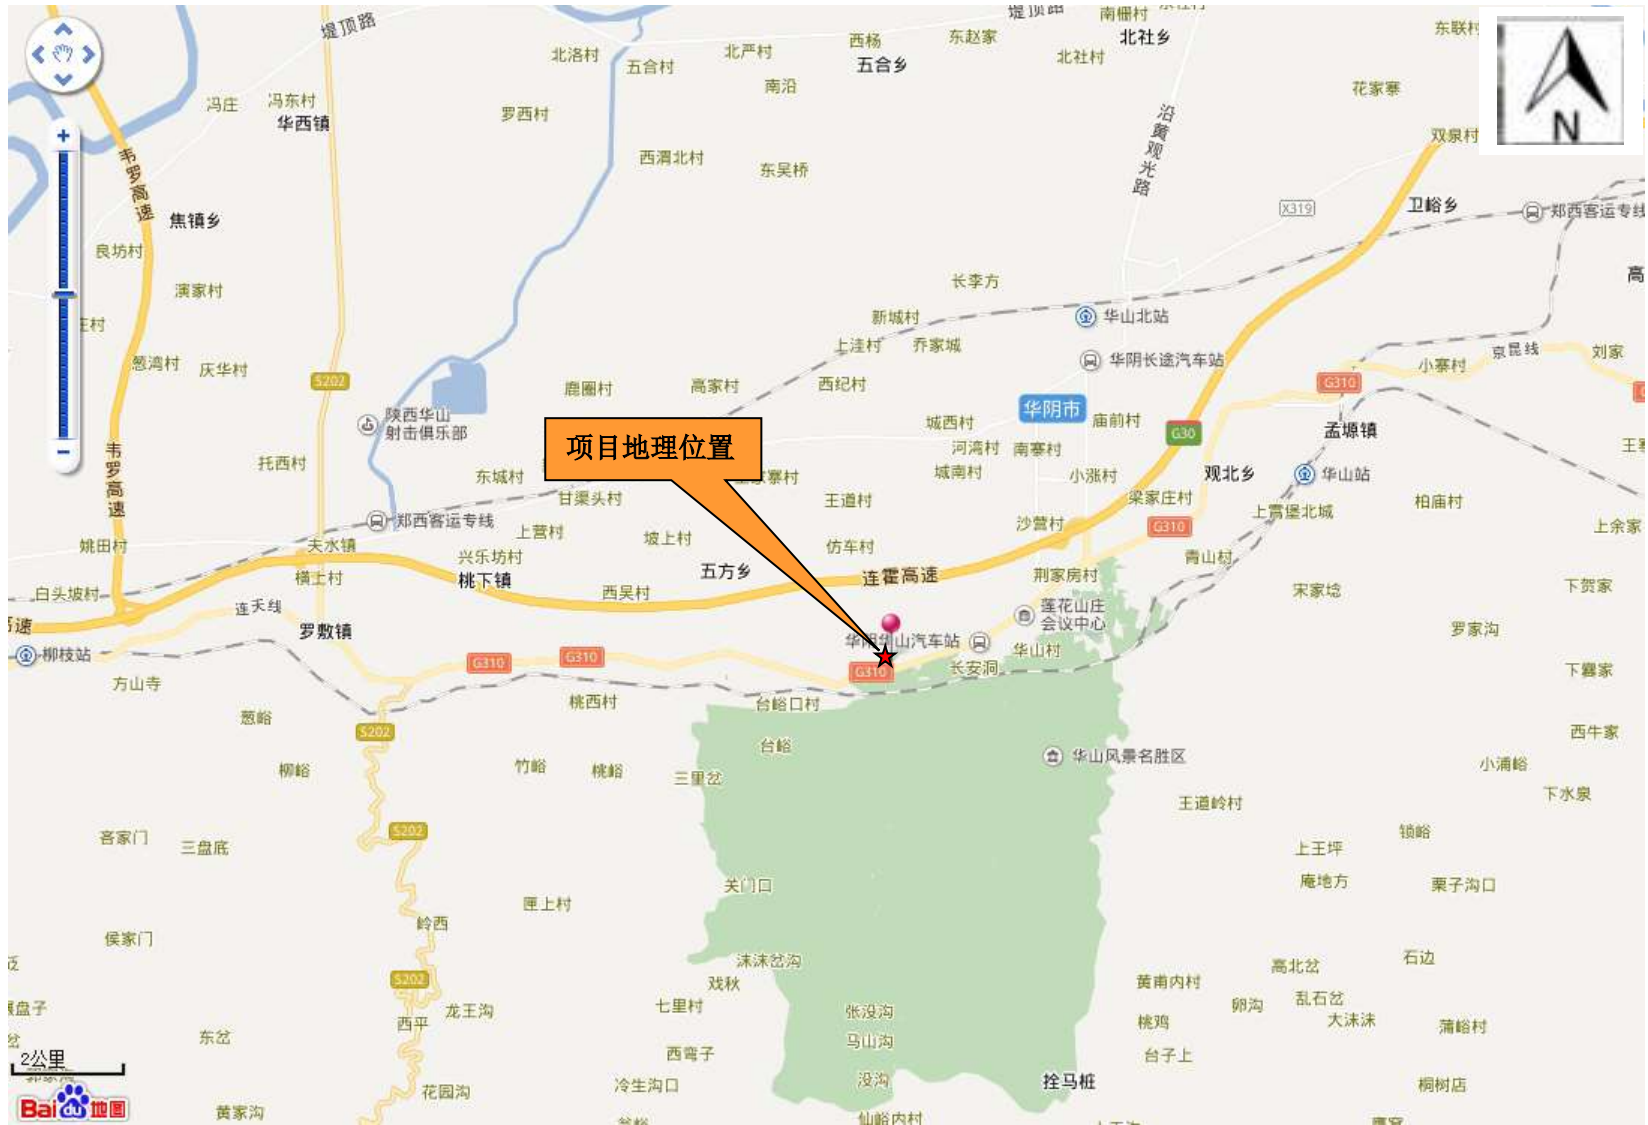 堤顶路
堤顶路
南栅村
东联村
北洛村
五合村
北严村
西杨
五合乡
东赵家
北社乡
北社村
南沿
花家寨
N
冯庄
冯东村
华西镇
罗西村
沿黄观光路
双泉村
西渭北村
东吴桥
韦罗高速
焦镇乡
X319
卫峪乡
郑西客运专线
良坊村
演家村
长李方
高
新城村
华山北站
庄村
上洼村
乔家城
华阴长途汽车站
葱湾村
庆华村
S202
鹿圈村
高家村
西纪村
京昆线
刘家
小寨村
G310
陕西华山
射击俱乐部
华阴市
城西村
庙前村
G30
孟塬镇
项目地理位置
河湾村
南寨村
韦罗高速
托西村
东城村
甘渠头村
王道村
城南村
小涨村
观北乡
华山站
梁家庄村
柏庙村
上营堡北城
郑西客运专线
上营村
坡上村
仿车村
沙营村
G310
上余家
姚田村
夫水镇
兴乐坊村
青山村
横上村
桃下镇
五方乡
连霍高速
荆家房村
白头坡村
西吴村
宋家埝
下贺家
连天线
莲花山庄
会议中心
速
罗敷镇
华阴华山汽车站
华山村
罗家沟
柳枝站
G310
G310
G310
长安洞
下酆家
方山寺
桃西村
台峪口村
葱峪
S202
台峪
华山风景名胜区
西牛家
柳峪
竹峪
桃峪
三里岔
小浦峪
下水泉
王道岭村
吝家门
三盘底
S202
锁峪
上王坪
关门口
庵地方
栗子沟口
匣上村
岭西
侯家门
沫沫岔沟
石边
高北岔
S202
戏秋
黄甫内村
盘子
龙王沟
七里村
张没沟
卵沟
乱石岔
西平
桃鸡
大沫沫
蒲峪村
东岔
马山沟
西弯子
台子上
2公里
没沟
拴马桩
冷生沟口
桐树店
花园沟
Bai du 地图
黄家沟
仙峪内村